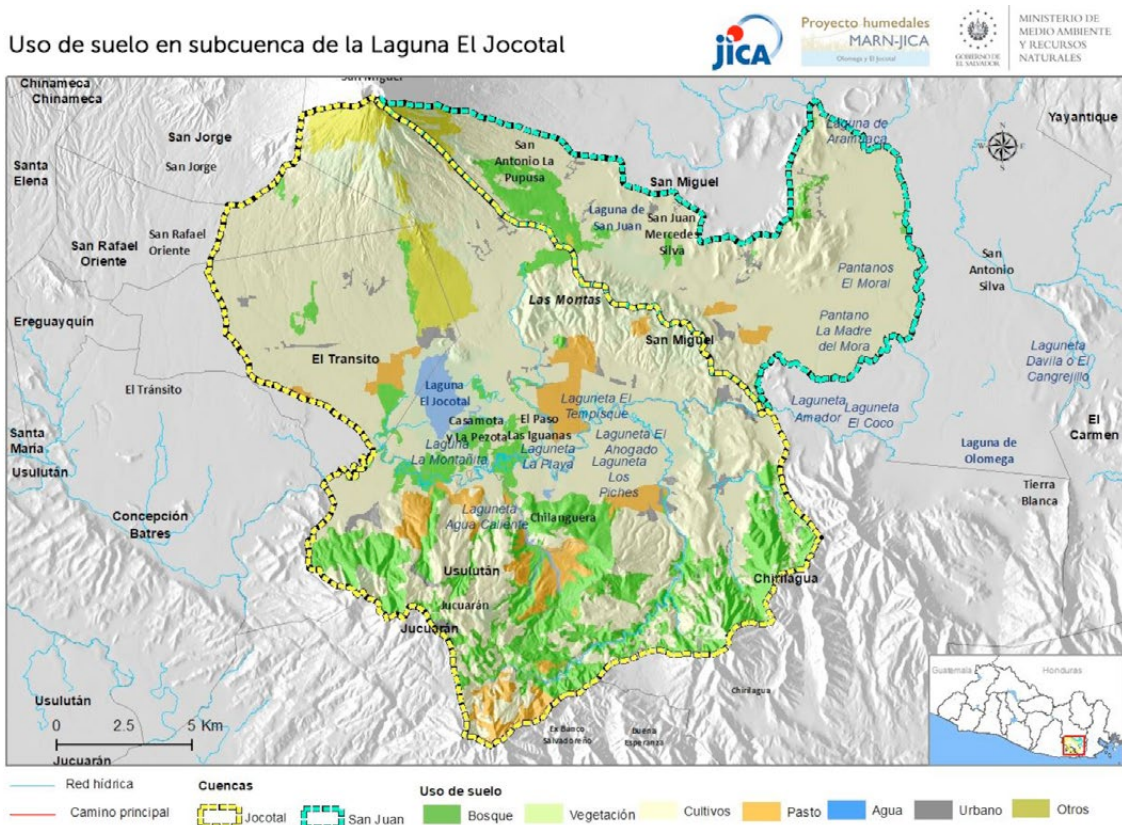 Uso de suelo en subcuenca de la Laguna El Jocotal
jICA
Proyecto humedales
MARN-JICA
Olomega y El Jocotal
GOBIERNO DE
EL SALVADOR
MINISTERIO DE
MEDIO AMBIENTE
Y RECURSOS
NATURALES
San Miguel
Chinameca
Chinameca
San Jorge
San Jorge
Santa
Elena
San Rafael
Oriente
San Rafael
Oriente
San
Antonio La
Pupusa
Laguna de
San Juan
San Miguel
San Juan
Mercedes
Silva
Laguna de
Aramuaca
Yayantique
N
W
E
S
San
Antonio
Silva
Pantanos
El Moral
Pantano
La Madre
del Mora
Las Montas
San Miguel
Ereguayquín
El Transito
El Tránsito
Laguna
El Jocotal
Laguneta El
Tempisque
Laguneta
Davila o El
Cangrejillo
Laguneta
Amador
Laguneta
El Coco
El
Carmen
Casamota
y La Pezota
El Paso
Las Iguanas
Laguneta El
Ahogado
Laguna
La Montañita
Laguneta
La Playa
Laguneta
Los
Piches
Laguna de
Olomega
Santa
María
Usulután
Tierra
Blanca
Concepción
Batres
Laguneta
Agua Caliente
Chilanguera
Usulután
Chirilagua
Jucuarán
Jucuarán
Chirilagua
Ex Banco
Salvadoreño
Buena
Esperanza
Usulután
0 2.5 5 Km
Jucuarán
Guatemala
Honduras
Red hídrica
Camino principal
Cuencas
Jocotal
San Juan
Uso de suelo
Bosque
Vegetación
Cultivos
Pasto
Agua
Urbano
Otros